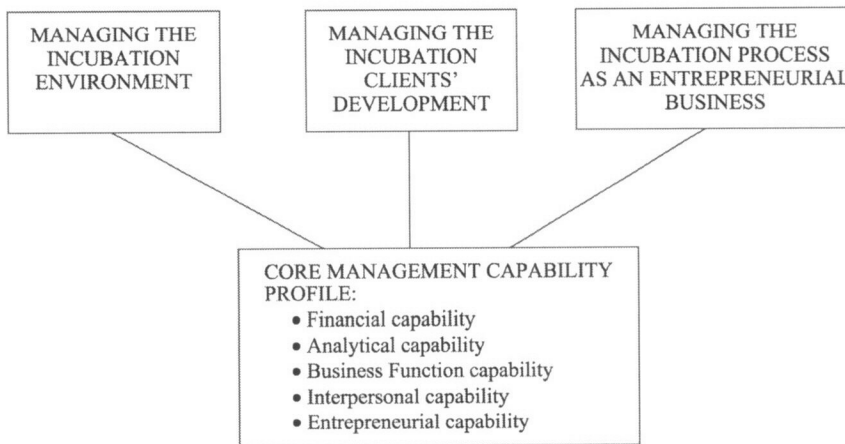 MANAGING THE
INCUBATION
ENVIRONMENT
MANAGING THE
INCUBATION
CLIENTS'
DEVELOPMENT
MANAGING THE
INCUBATION PROCESS
AS AN ENTREPRENEURIAL
BUSINESS
CORE MANAGEMENT CAPABILITY
PROFILE:
• Financial capability
• Analytical capability
• Business Function capability
• Interpersonal capability
• Entrepreneurial capability